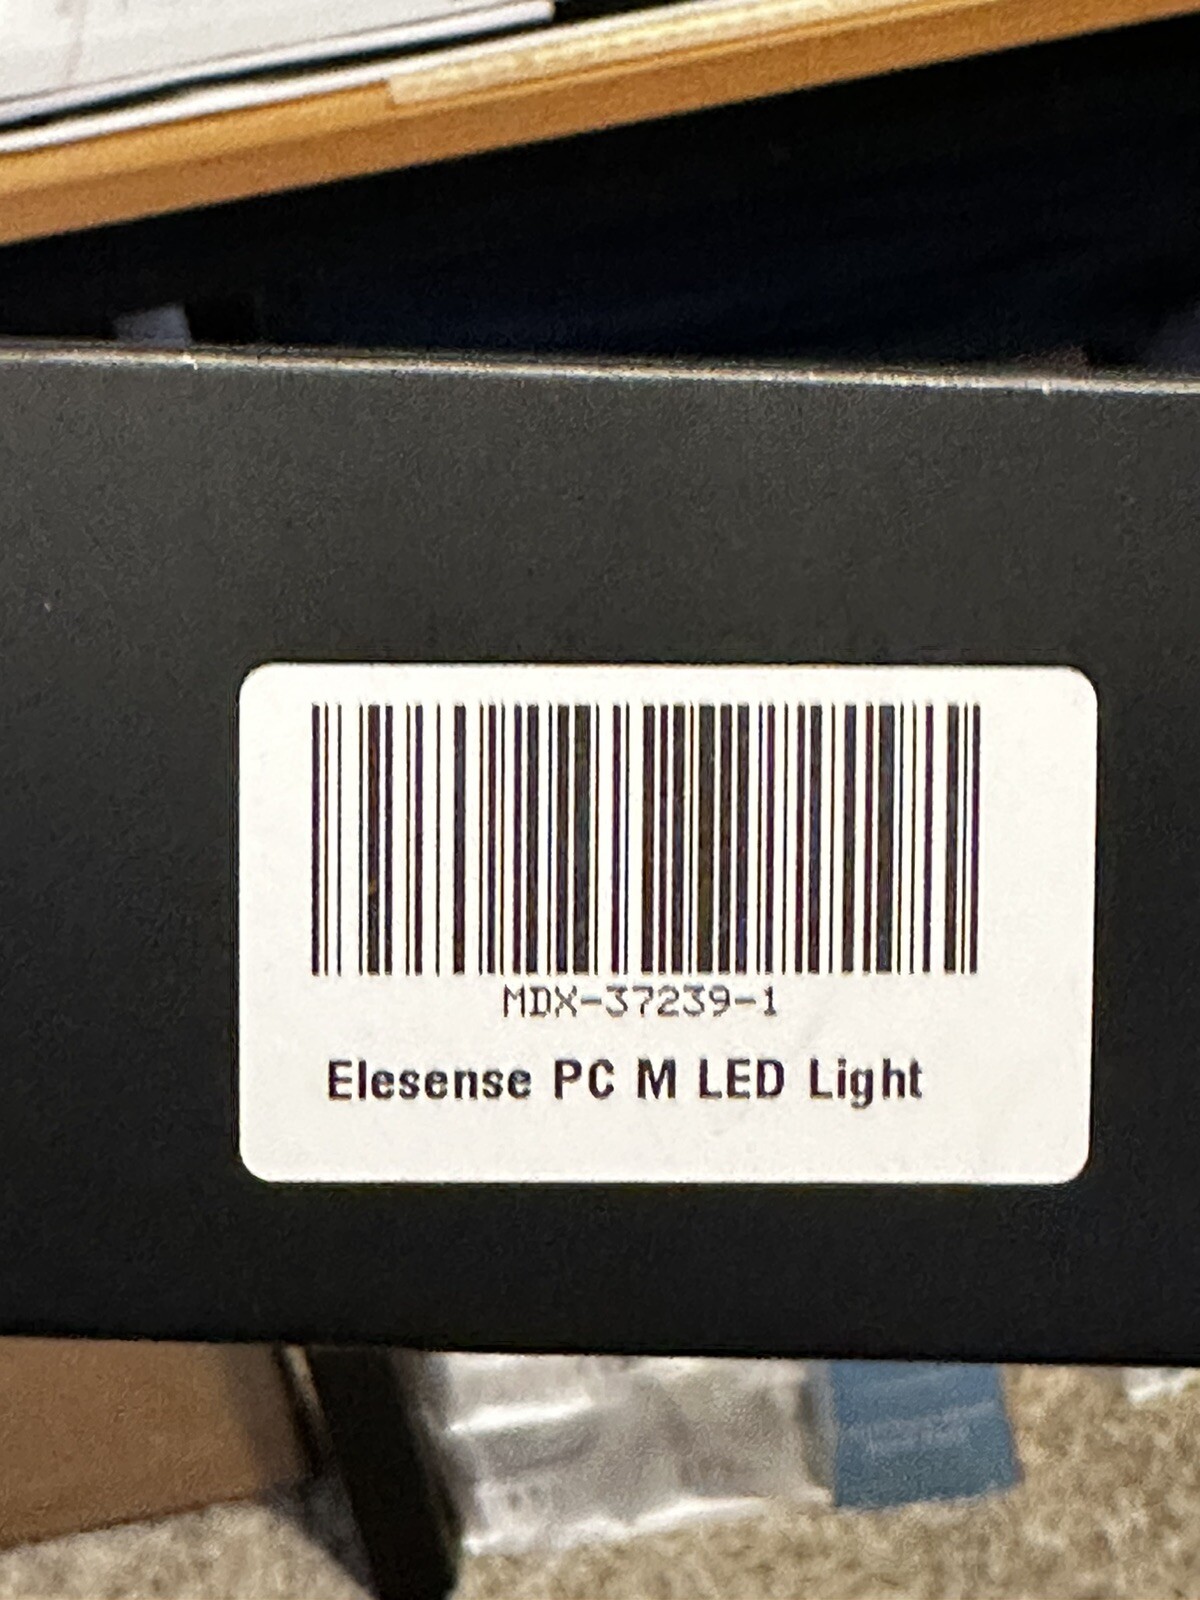 MDX-37239-1
Elesense PC M LED Light